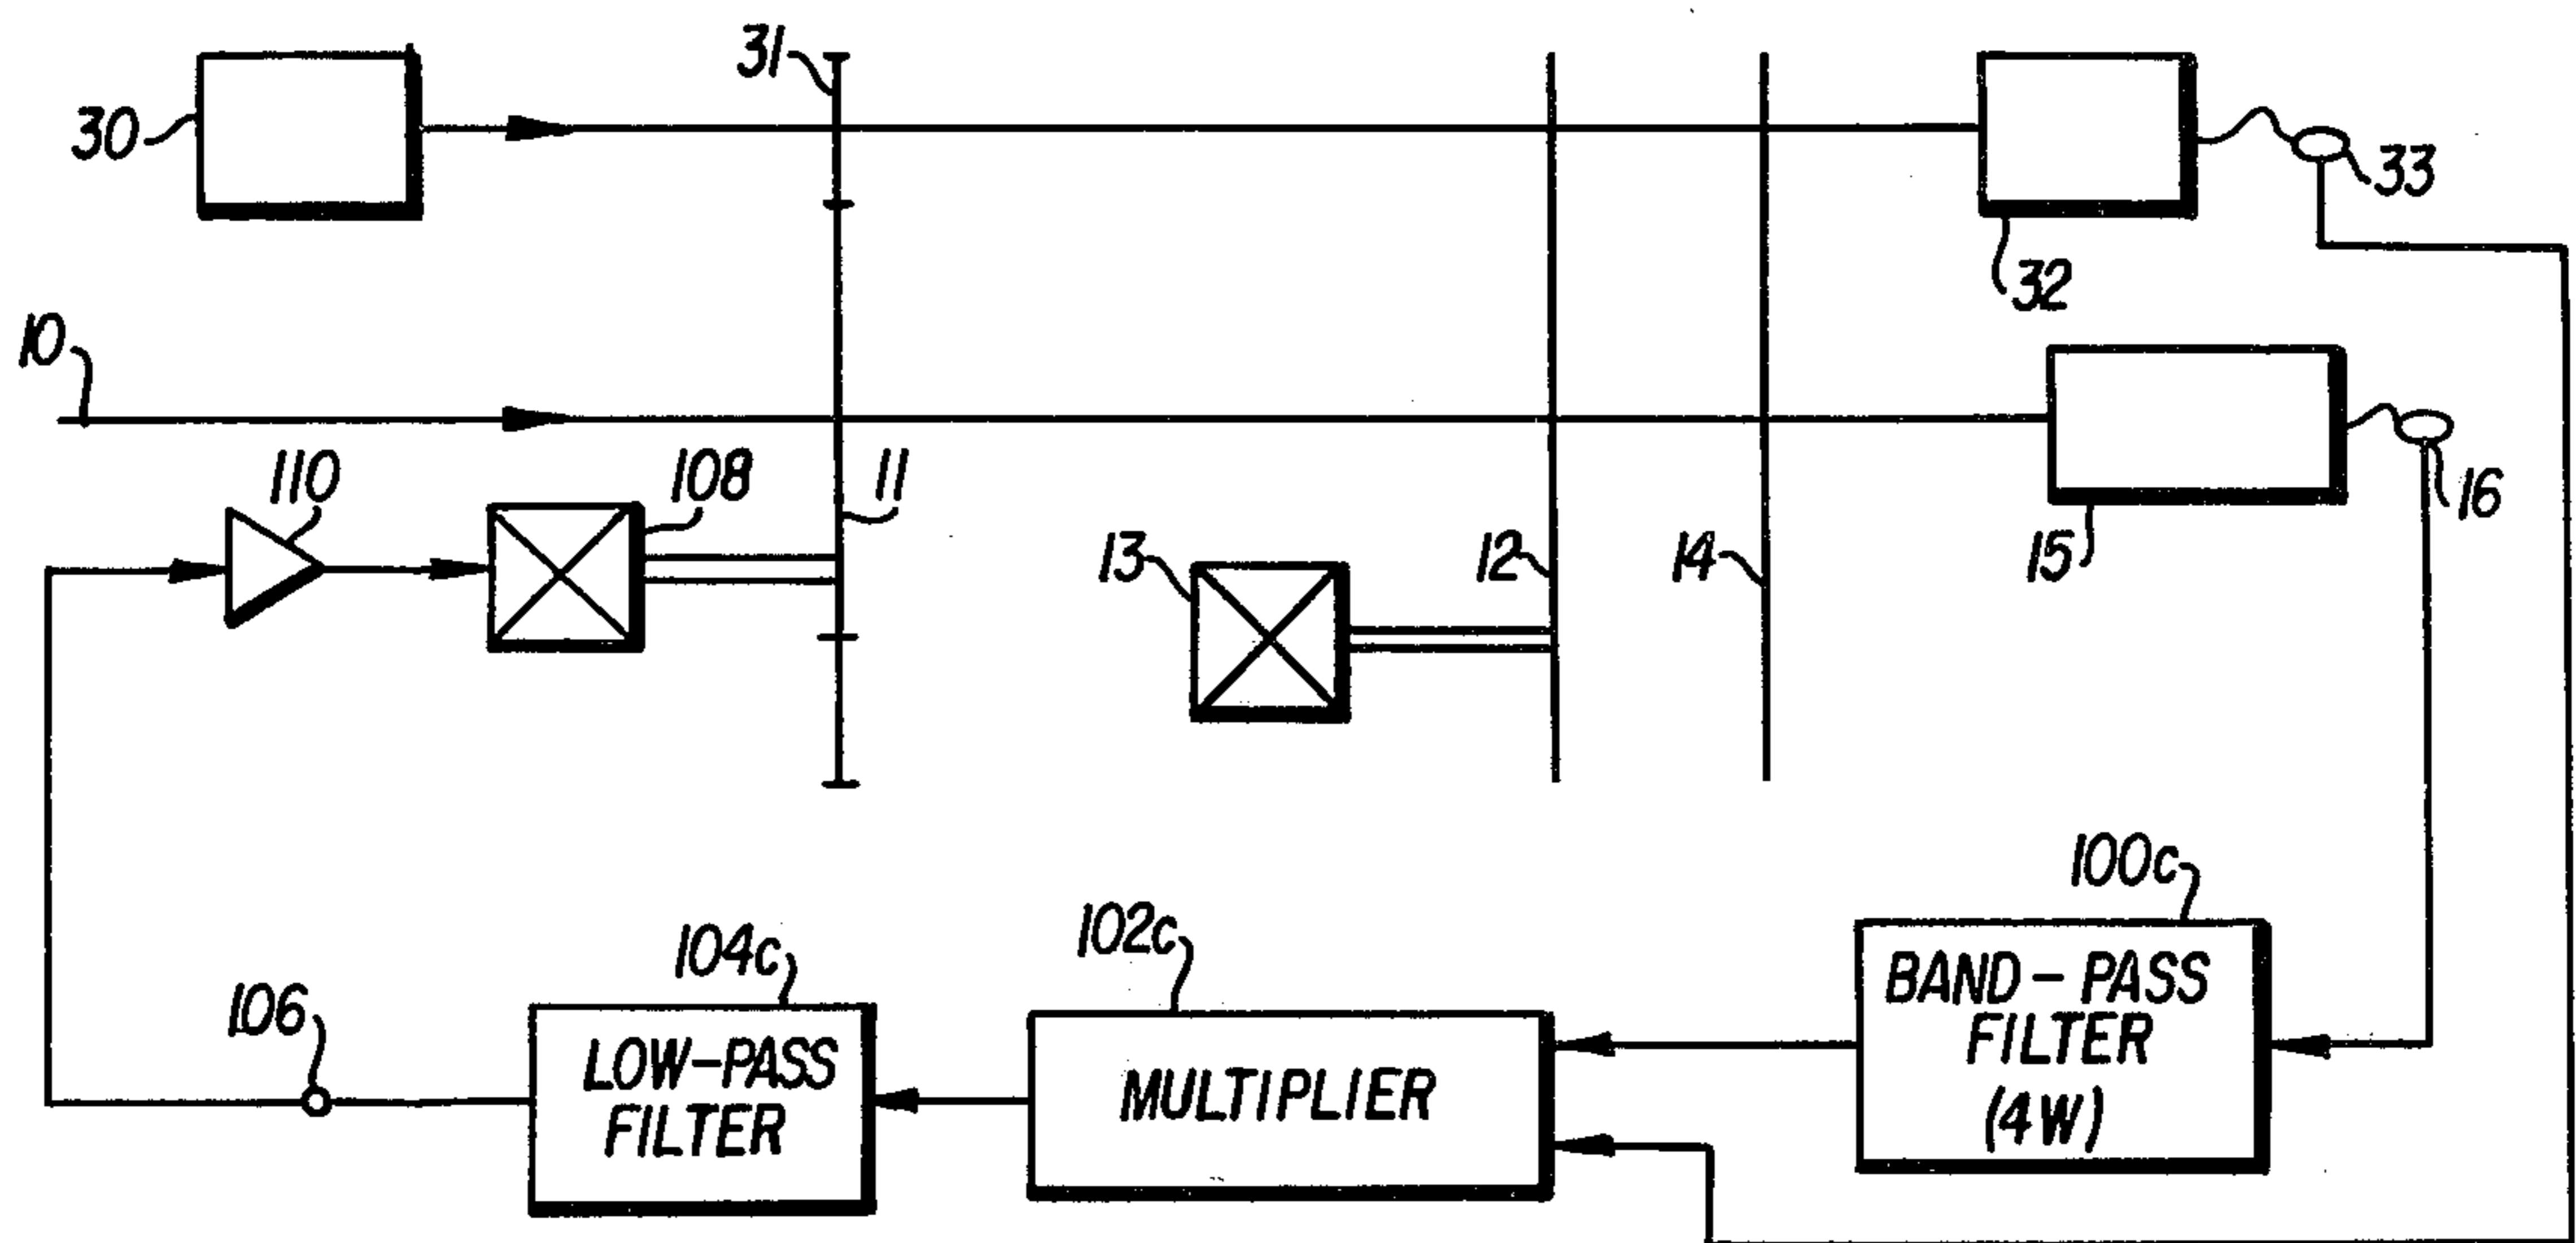 31
30
33
32
10
110
108
11
16
13
12
14
15
100c
102c
104c
106
BAND-PASS
FILTER
(4W)
LOW-PASS
FILTER
MULTIPLIER